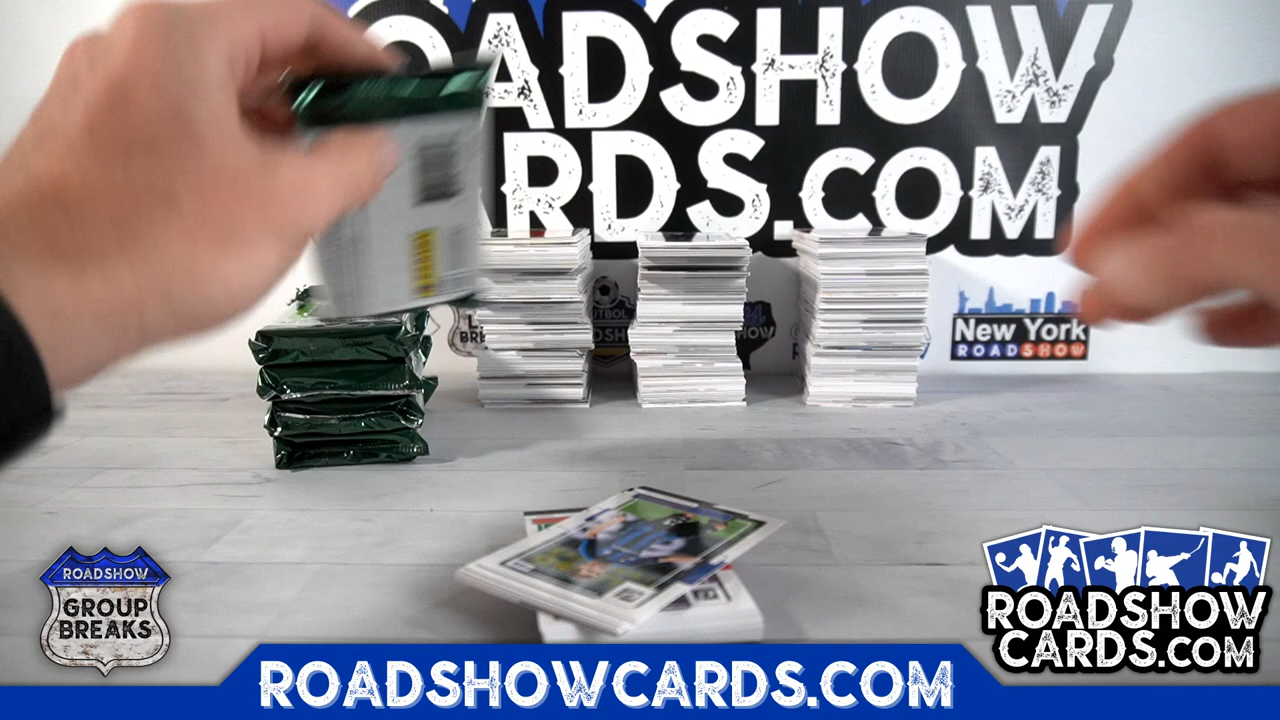 ROADSHOW
CARDS.COM
New York
ROADSHOW
ROADSHOW
GROUP
BREAKS
ROADSHOW
CARDS.COM
ROADSHOWCARDS.COM